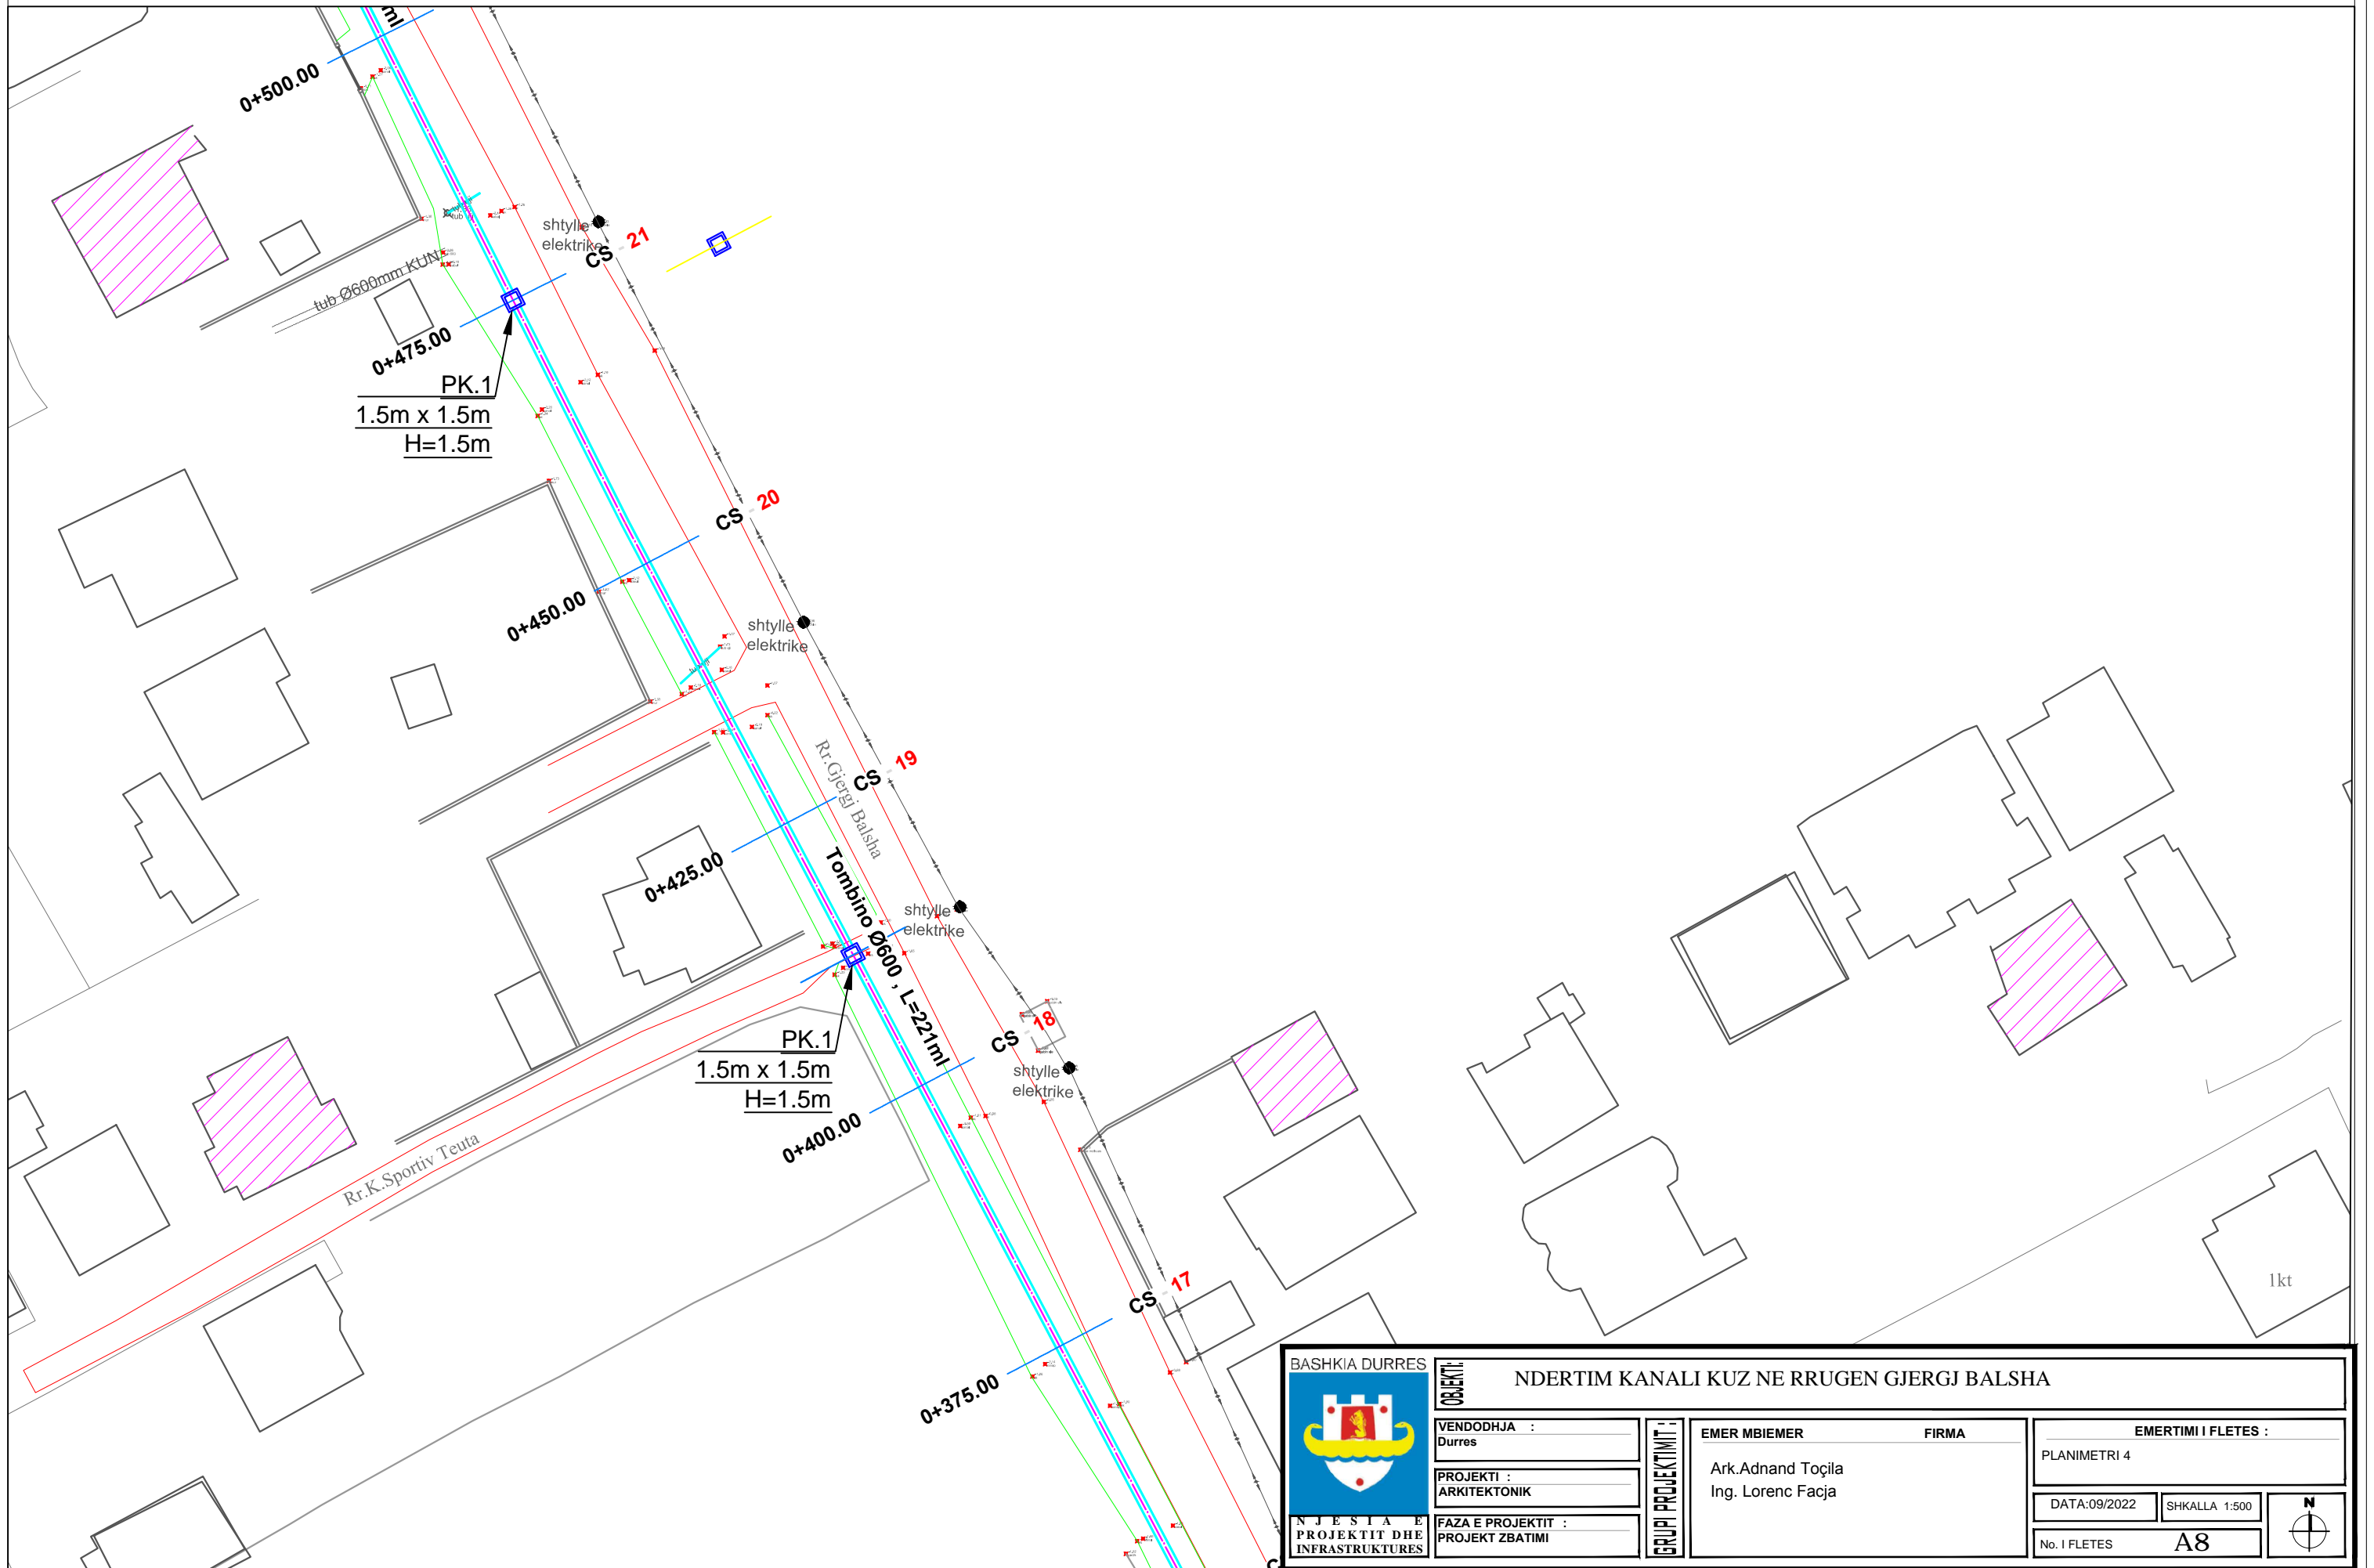 ml
0+500.00
tub
shtylle
elektrike
CS - 21
tub Ø600mm KUN
0+475.00
PK.1
1.5m x 1.5m
H=1.5m
CS - 20
0+450.00
shtylle
elektrike
Rr.Gjergj Balsha
CS - 19
0+425.00
Tombino Ø600 , L=221ml
shtylle
elektrike
CS - 18
PK.1
1.5m x 1.5m
H=1.5m
shtylle
elektrike
0+400.00
Rr.K.Sportiv Teuta
CS - 17
1kt
0+375.00
BASHKIA DURRES
NJESIA E
PROJEKTIT DHE
INFRASTRUKTURES
OBJEKTI:
NDERTIM KANALI KUZ NE RRUGEN GJERGJ BALSHA
VENDODHJA :
Durres
PROJEKTI :
ARKITEKTONIK
FAZA E PROJEKTIT :
PROJEKT ZBATIMI
GRUPI PROJEKTIMIT :
EMER MBIEMER FIRMA
Ark.Adnand Toçila
Ing. Lorenc Facja
EMERTIMI I FLETES :
PLANIMETRI 4
DATA:09/2022
SHKALLA 1:500
No. I FLETES A8
N